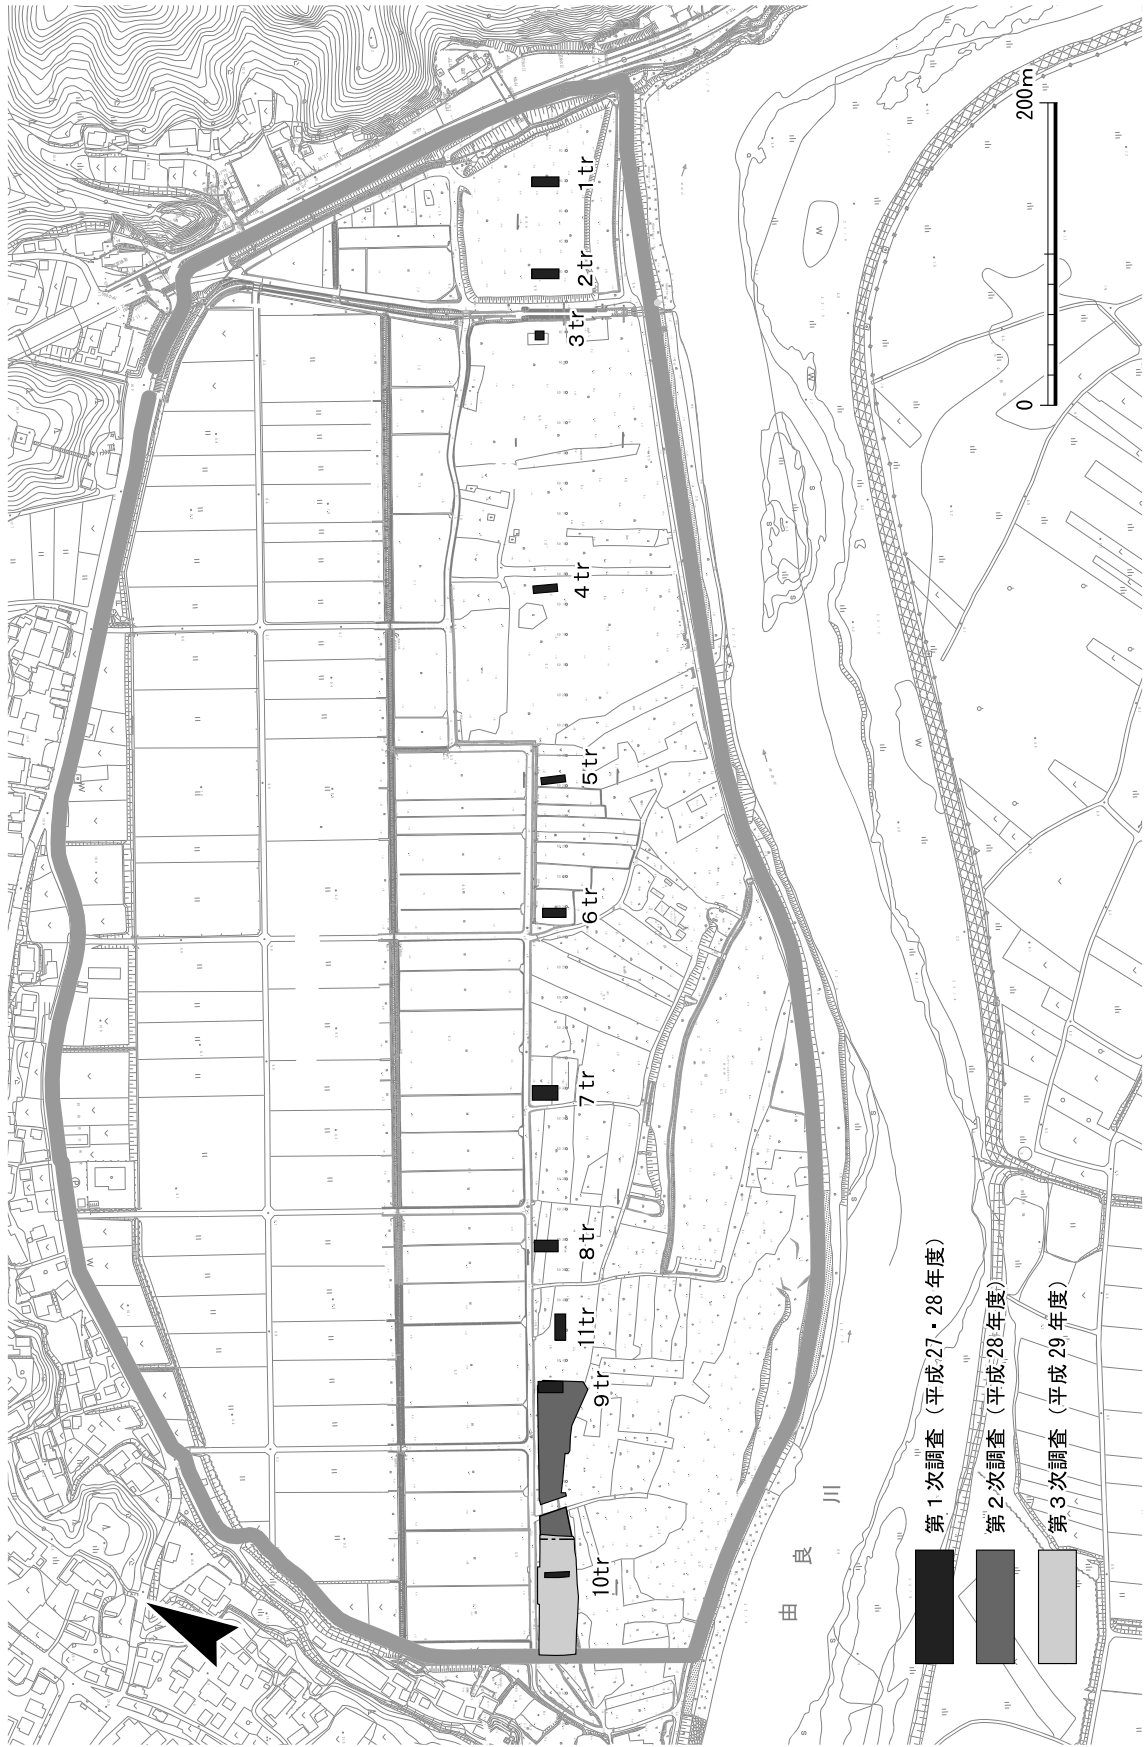 1tr
2tr
3tr
4tr
5tr
6tr
7tr
8tr
11tr
9tr
10tr
0
200m
由良川
第1次調査（平成27・28年度）
第2次調査（平成28年度）
第3次調査（平成29年度）